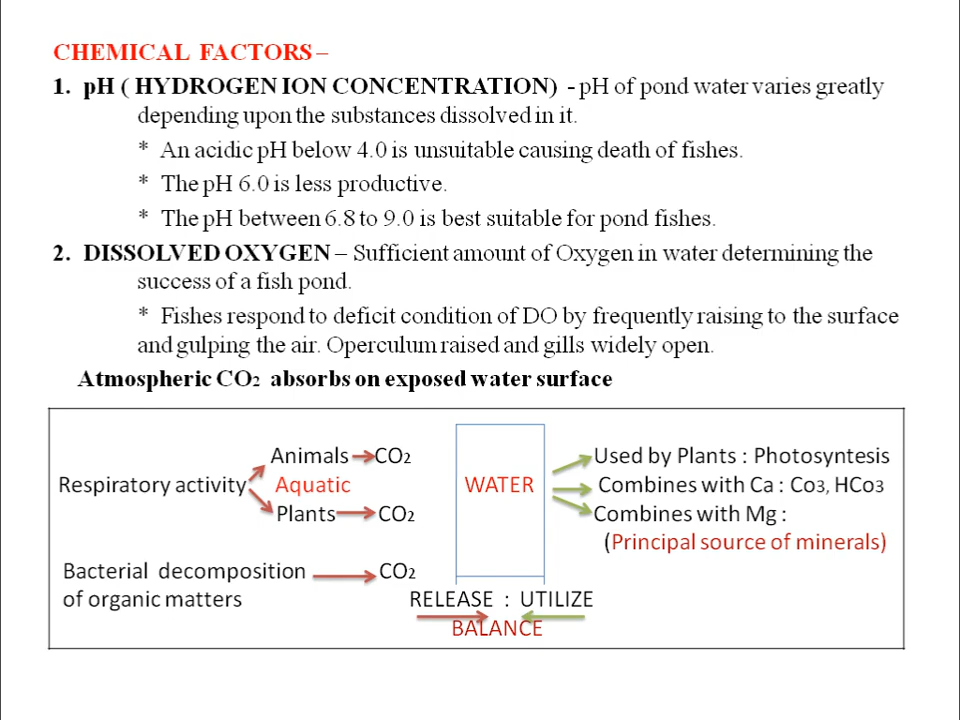 CHEMICAL FACTORS –
1. pH ( HYDROGEN ION CONCENTRATION) - pH of pond water varies greatly
depending upon the substances dissolved in it.
* An acidic pH below 4.0 is unsuitable causing death of fishes.
* The pH 6.0 is less productive.
* The pH between 6.8 to 9.0 is best suitable for pond fishes.
2. DISSOLVED OXYGEN – Sufficient amount of Oxygen in water determining the
success of a fish pond.
* Fishes respond to deficit condition of DO by frequently raising to the surface
and gulping the air. Operculum raised and gills widely open.
Atmospheric CO2 absorbs on exposed water surface
Animals CO2
Respiratory activity Aquatic
Plants CO2
Bacterial decomposition CO2
of organic matters
WATER
RELEASE : UTILIZE
BALANCE
Used by Plants : Photosyntesis
Combines with Ca : Co3, HCo3
Combines with Mg :
(Principal source of minerals)